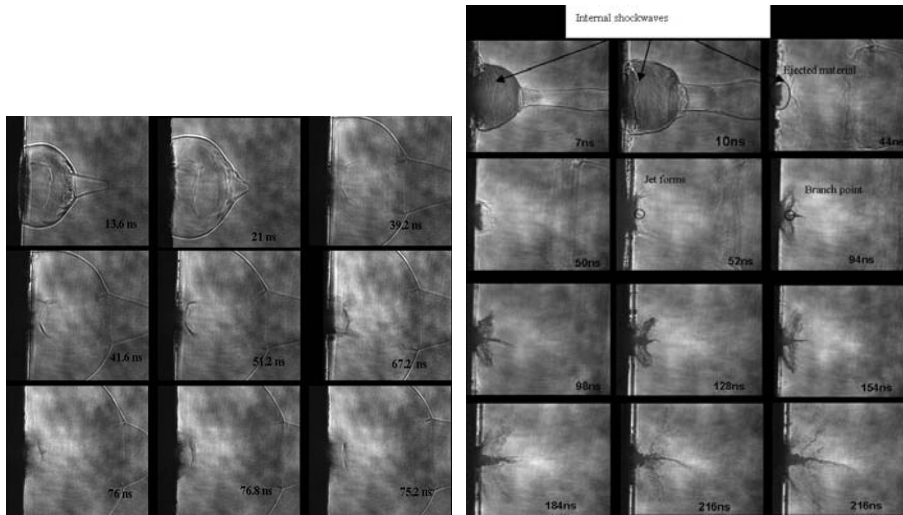 13.6 ns
21 ns
39.2 ns
41.6 ns
51.2 ns
67.2 ns
76 ns
76.8 ns
75.2 ns
Internal shockwaves
Ejected material
7ns
10ns
44ns
Jet forms
Branch point
50ns
52ns
94ns
98ns
128ns
154ns
184ns
216ns
216ns